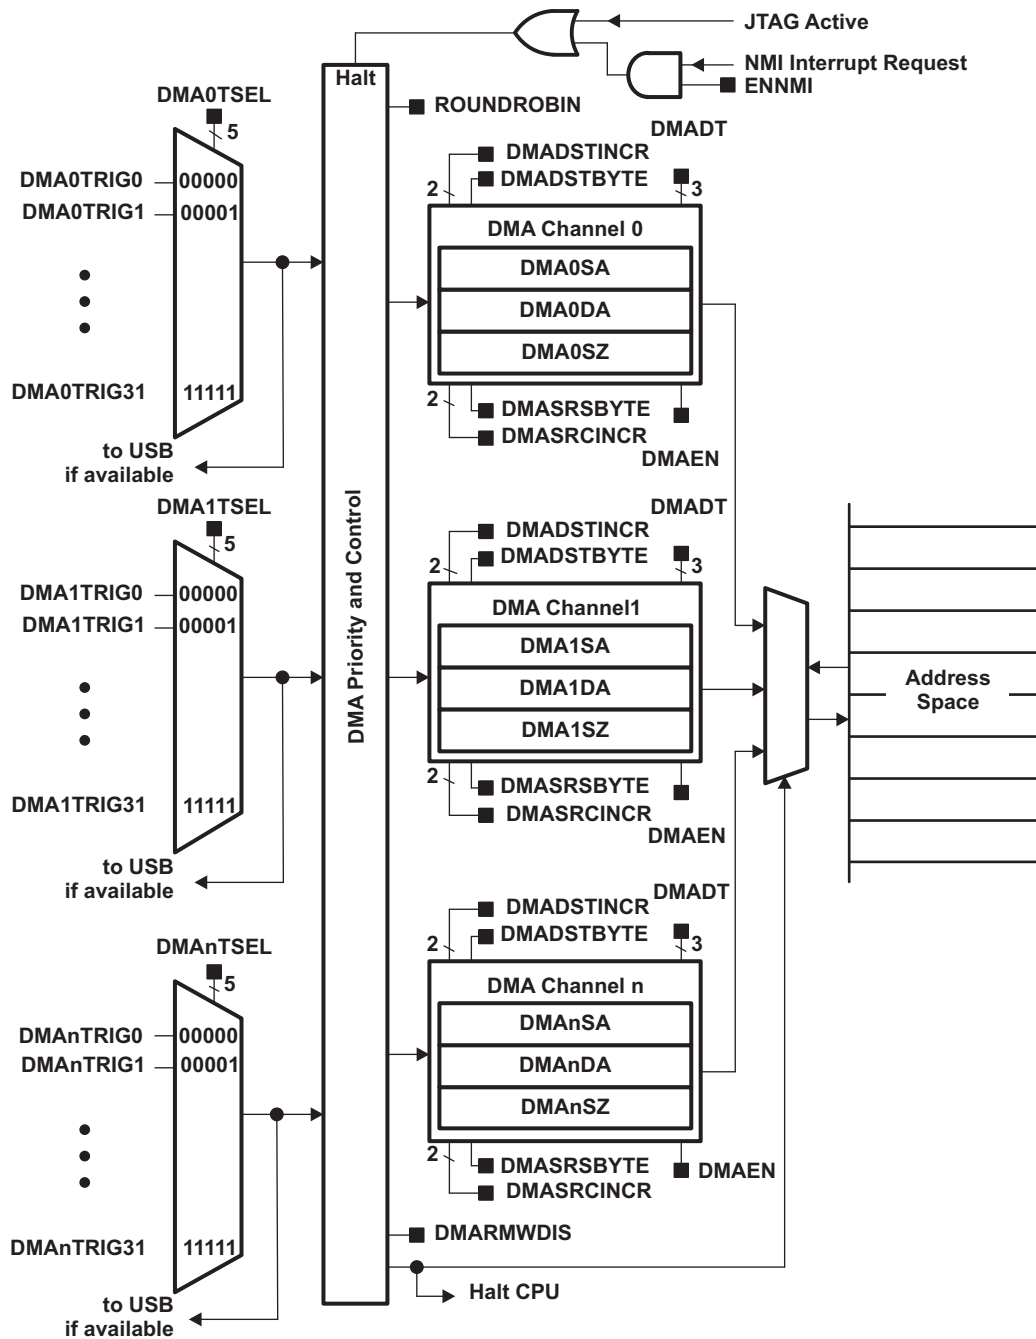 JTAG Active
NMI Interrupt Request
ENNMI
Halt
ROUNDROBIN
DMA0TSEL
5
DMA0TRIG0
00000
DMA0TRIG1
00001
DMA0TRIG31
11111
to USB
if available
DMADT
DMADSTINCR
DMADSTBYTE
2
3
DMA Channel 0
DMA0SA
DMA0DA
DMA0SZ
2
DMASRSBYTE
DMASRCINCR
DMAEN
DMA Priority and Control
DMA1TSEL
5
DMA1TRIG0
00000
DMA1TRIG1
00001
DMA1TRIG31
11111
to USB
if available
DMADT
DMADSTINCR
DMADSTBYTE
2
3
DMA Channel1
DMA1SA
DMA1DA
DMA1SZ
2
DMASRSBYTE
DMASRCINCR
DMAEN
Address
Space
DMAnTSEL
5
DMAnTRIG0
00000
DMAnTRIG1
00001
DMAnTRIG31
11111
to USB
if available
DMADT
DMADSTINCR
DMADSTBYTE
2
3
DMA Channel n
DMAnSA
DMAnDA
DMAnSZ
2
DMASRSBYTE
DMASRCINCR
DMAEN
DMARMWDIS
Halt CPU